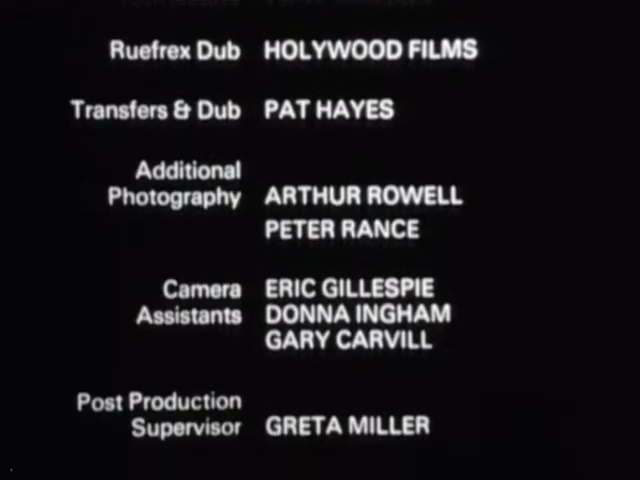 Ruefrex Dub HOLYWOOD FILMS
Transfers & Dub PAT HAYES
Additional
Photography ARTHUR ROWELL
PETER RANCE
Camera ERIC GILLESPIE
Assistants DONNA INGHAM
GARY CARVILL
Post Production
Supervisor GRETA MILLER